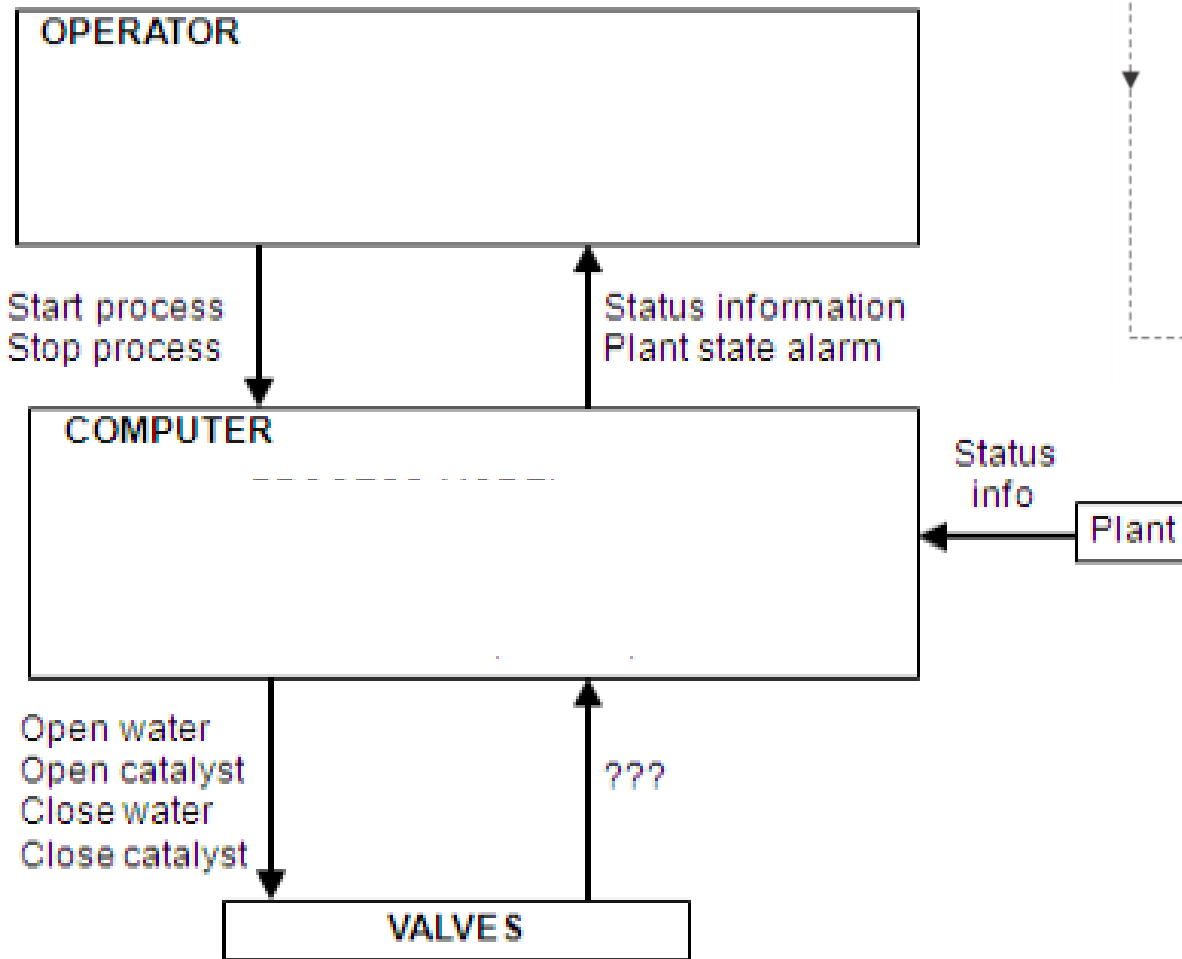 OPERATOR
Start process
Stop process
Status information
Plant state alarm
COMPUTER
Status
info
Plant
Open water
Open catalyst
Close water
Close catalyst
???
VALVES